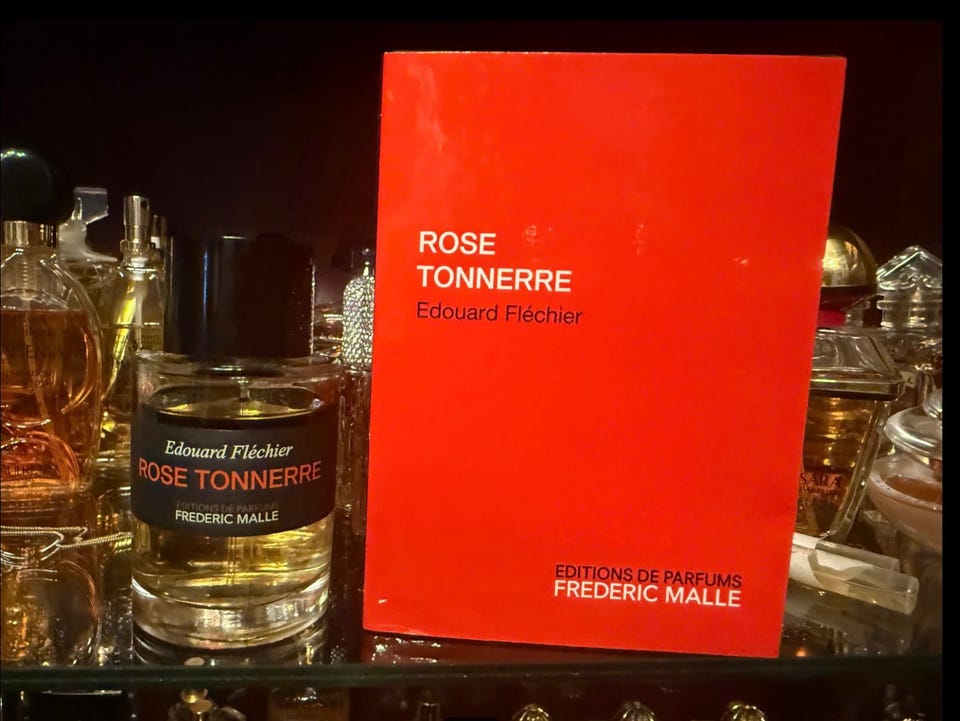 Edouard Fléchier
ROSE TONNERRE
EDITIONS DE PARFUMS
FREDERIC MALLE
ROSE
TONNERRE
Edouard Fléchier
EDITIONS DE PARFUMS
FREDERIC MALLE